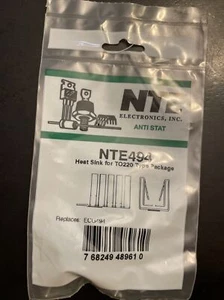 NTE
ELECTRONICS, INC.
ANTI STAT
NTE494
Heat Sink for TO220 Type Package
Replaces:
7 68249 48961 0